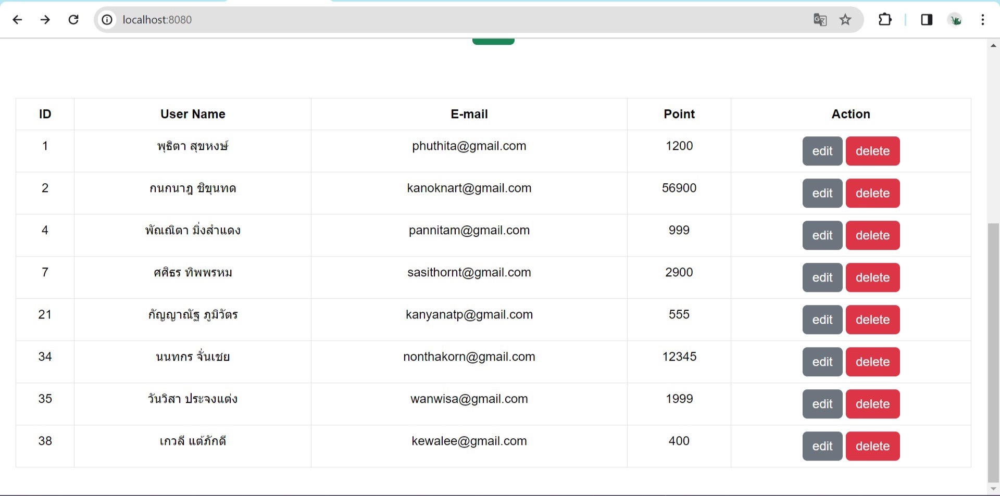 localhost:8080
ID User Name E-mail Point Action
1 พุธิตา สุขหงษ์ phuthita@gmail.com 1200 edit delete
2 กนกนาฎ ชิขุนทด kanoknart@gmail.com 56900 edit delete
4 พัณณิตา มิ่งสำแดง pannitam@gmail.com 999 edit delete
7 ศศิธร ทิพพรหม sasithornt@gmail.com 2900 edit delete
21 กัญญาณัฐ ภูมิวัตร kanyanatp@gmail.com 555 edit delete
34 นนทกร จั่นเชย nonthakorn@gmail.com 12345 edit delete
35 วันวิสา ประจงแต่ง wanwisa@gmail.com 1999 edit delete
38 เกวลี แต้ภักดี kewalee@gmail.com 400 edit delete